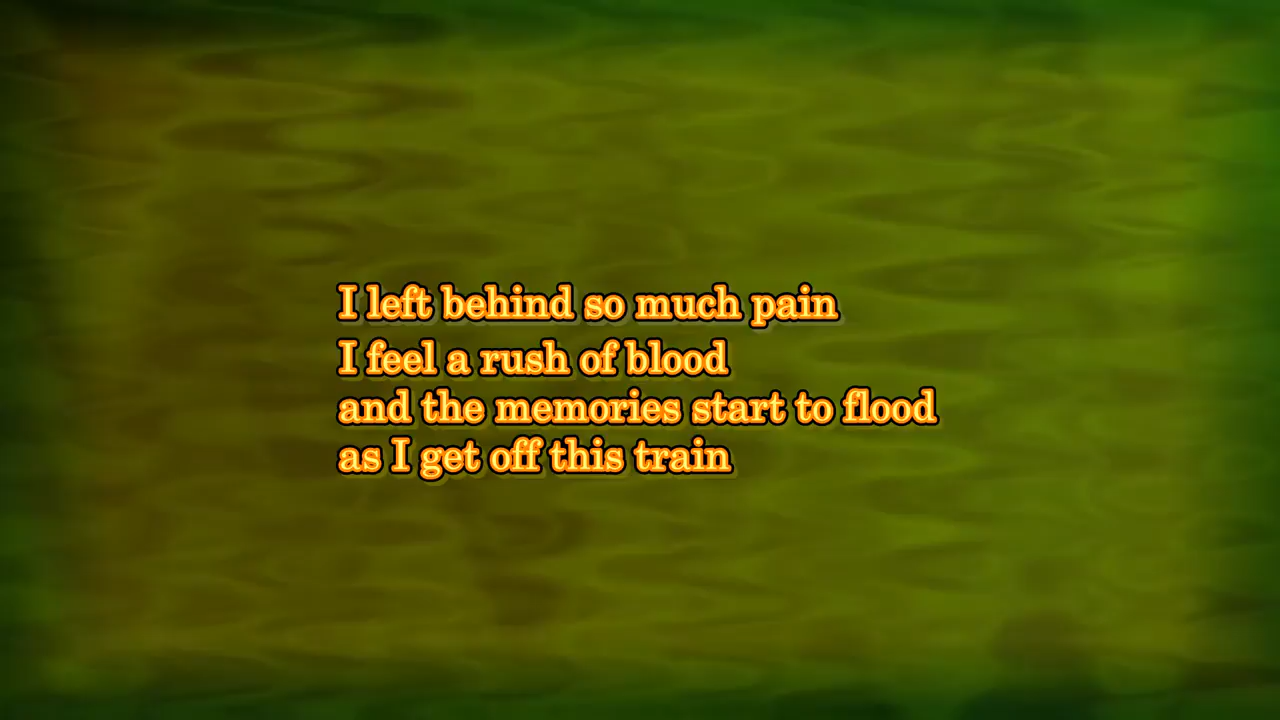 I left behind so much pain
I feel a rush of blood
and the memories start to flood
as I get off this train